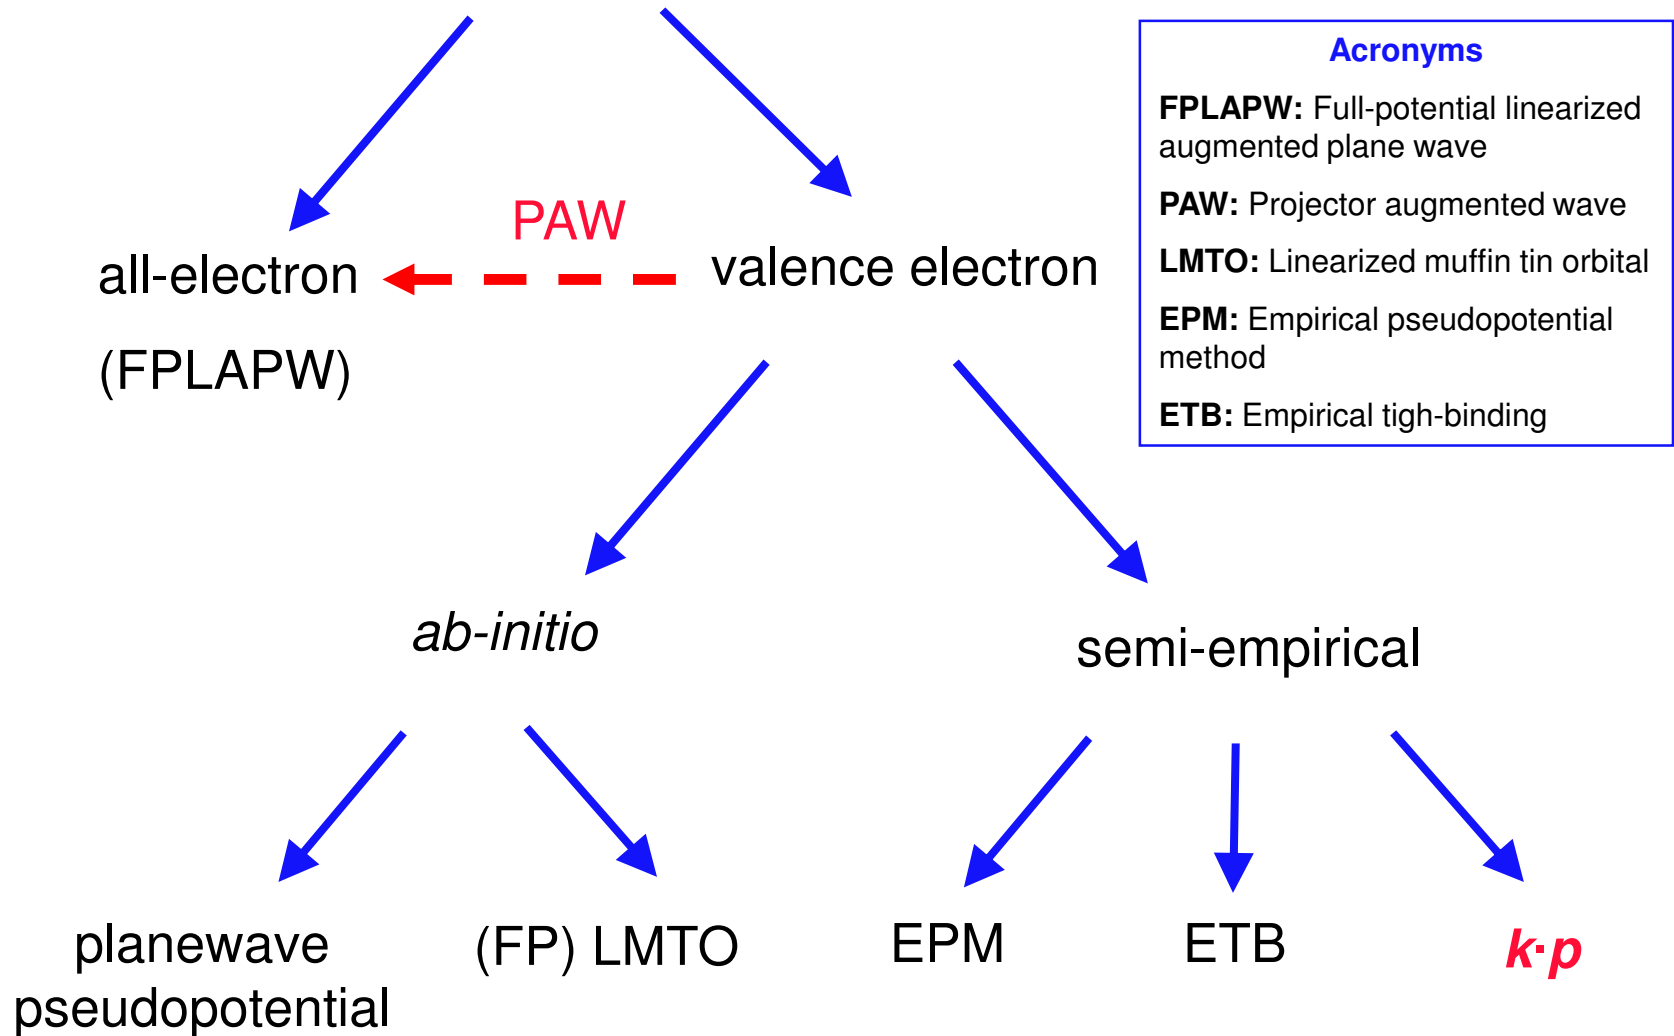 Acronyms
FPLAPW: Full-potential linearized
augmented plane wave
PAW: Projector augmented wave
LMTO: Linearized muffin tin orbital
EPM: Empirical pseudopotential
method
ETB: Empirical tigh-binding
PAW
all-electron
valence electron
(FPLAPW)
ab-initio
semi-empirical
planewave
pseudopotential
(FP) LMTO
EPM
ETB
k·p